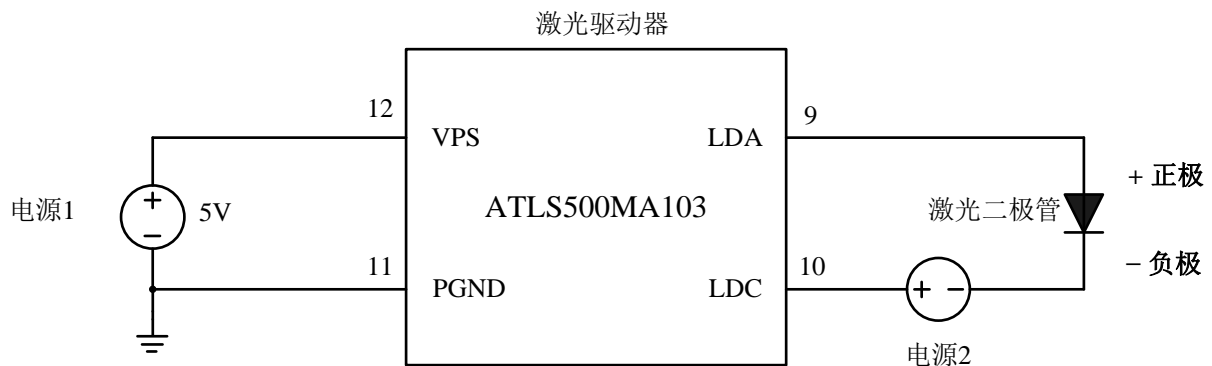 激光驱动器
12
9
VPS
LDA
+ 正极
电源1
5V
ATLS500MA103
激光二极管
11
10
− 负极
PGND
LDC
+ −
电源2